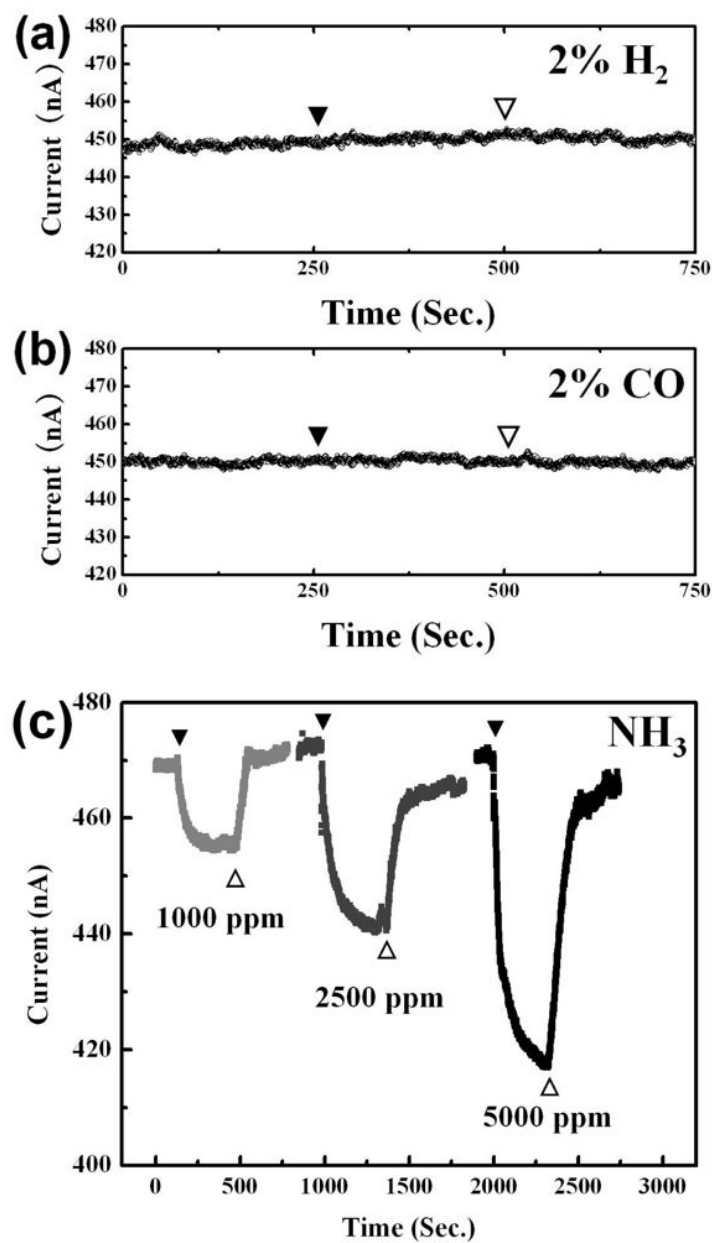 (a)
2% H2
480
470
460
450
440
430
420
Current (nA)
0 250 500 750
Time (Sec.)
(b)
2% CO
480
470
460
450
440
430
420
Current (nA)
0 250 500 750
Time (Sec.)
(c)
NH3
480
460
440
420
400
Current (nA)
1000 ppm
2500 ppm
5000 ppm
0 500 1000 1500 2000 2500 3000
Time (Sec.)